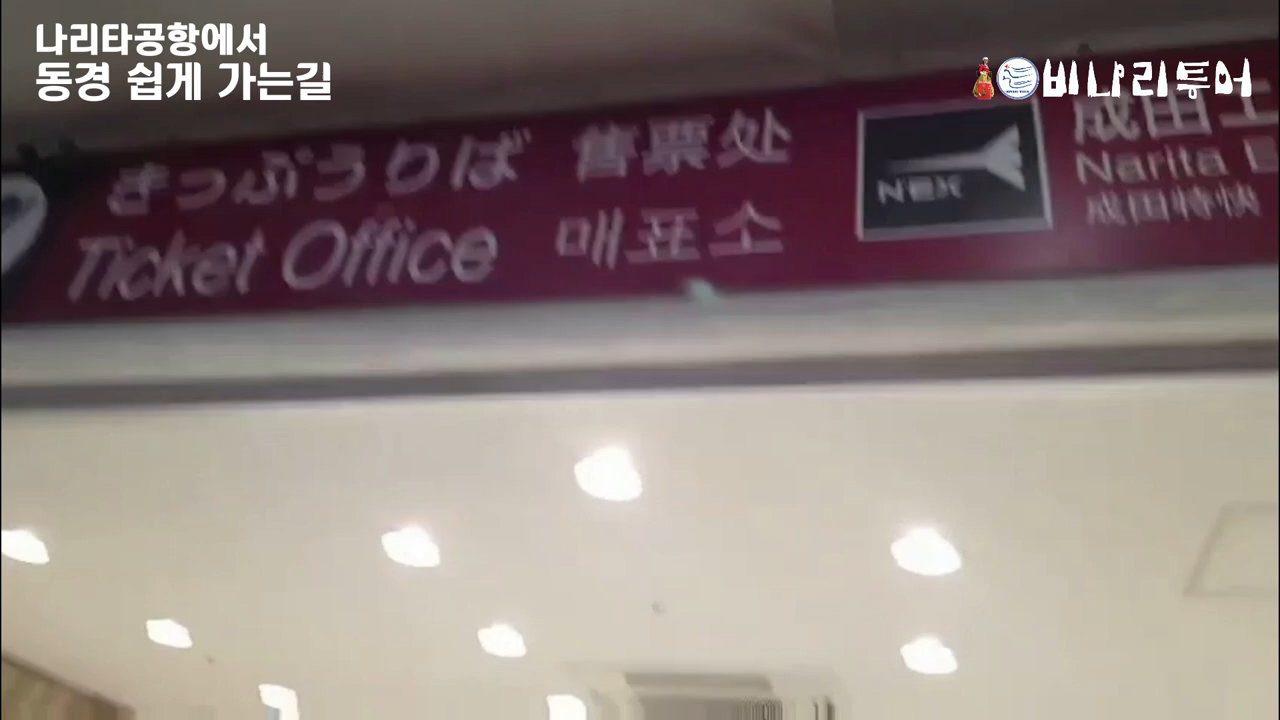 나리타공항에서
동경 쉽게 가는길
비나리투어
きっぷうりば 售票处
Ticket Office 매표소
N'EX
成田エ
Narita E
成田特快